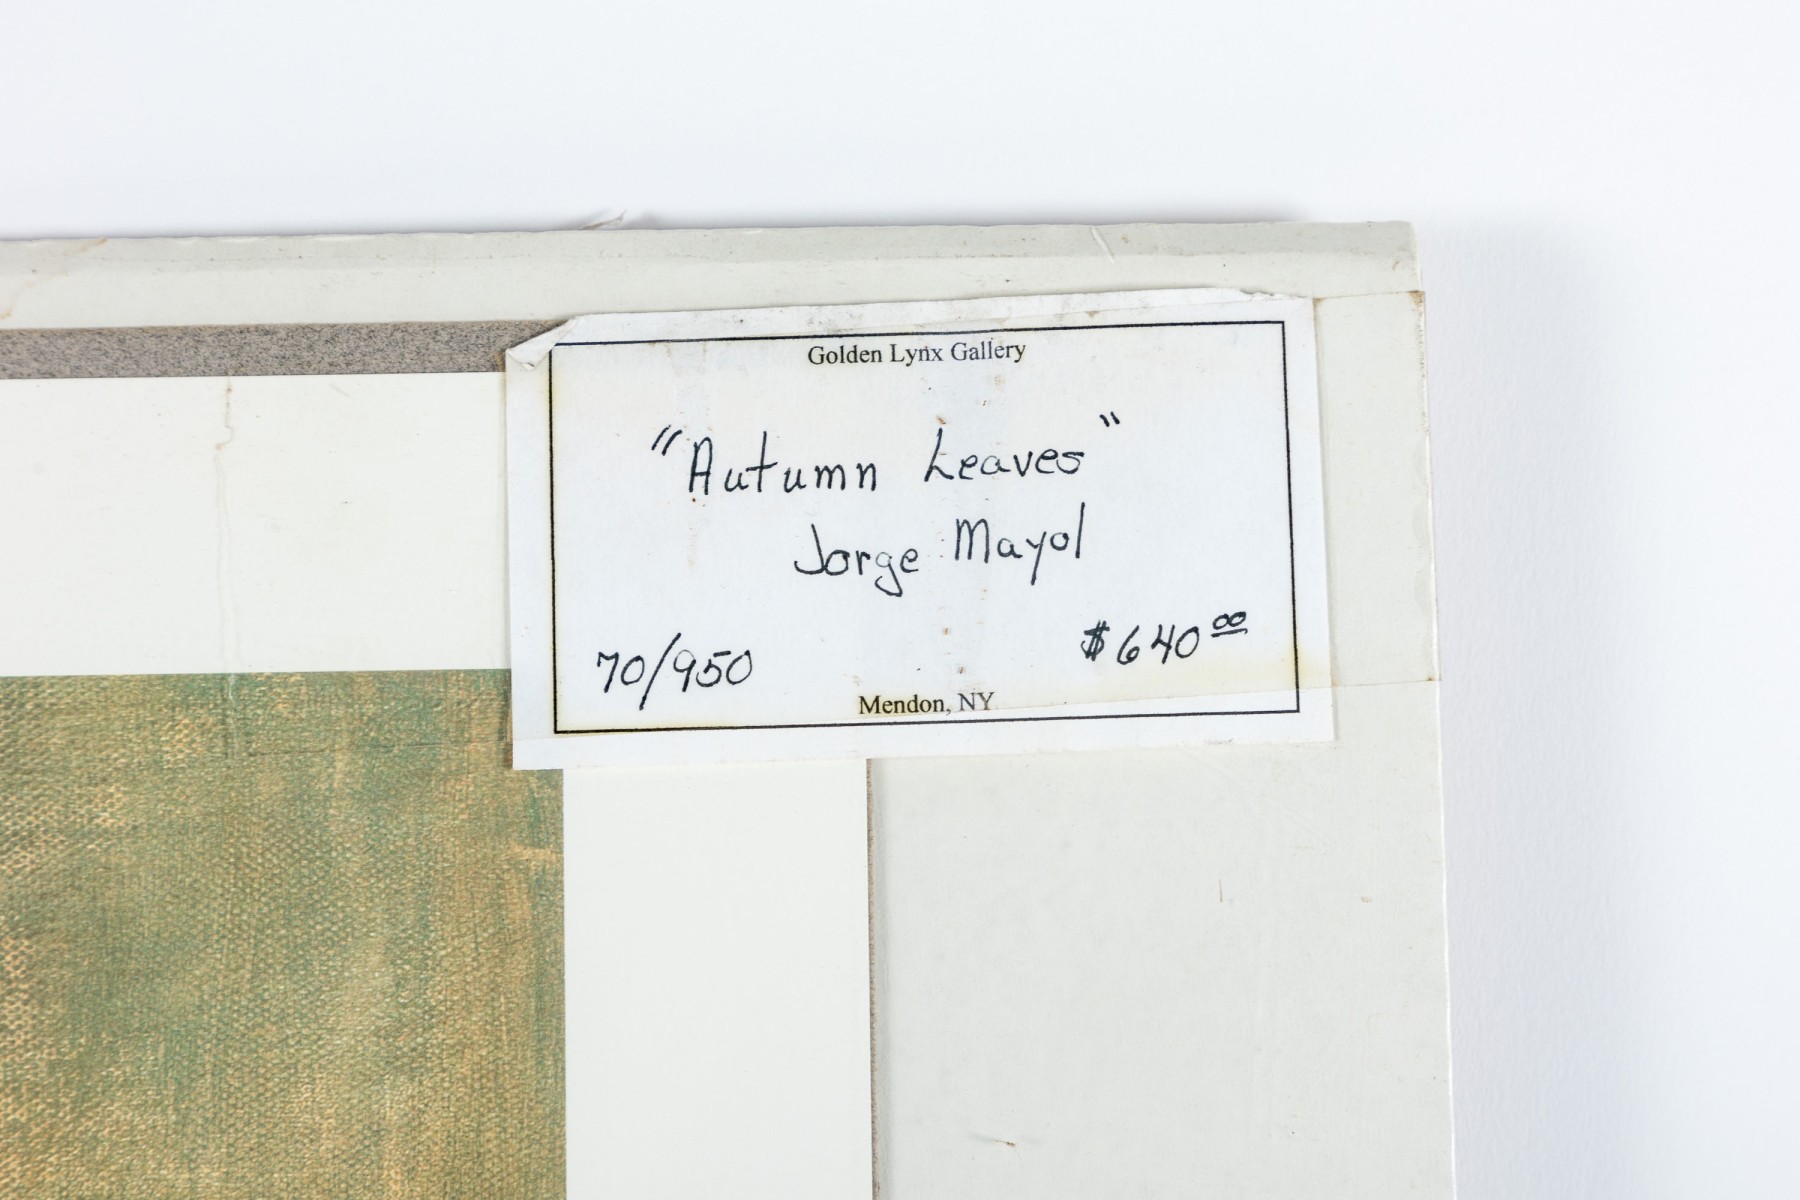 Golden Lynx Gallery
"Autumn Leaves"
Jorge Mayol
70/950 $640.00
Mendon, NY